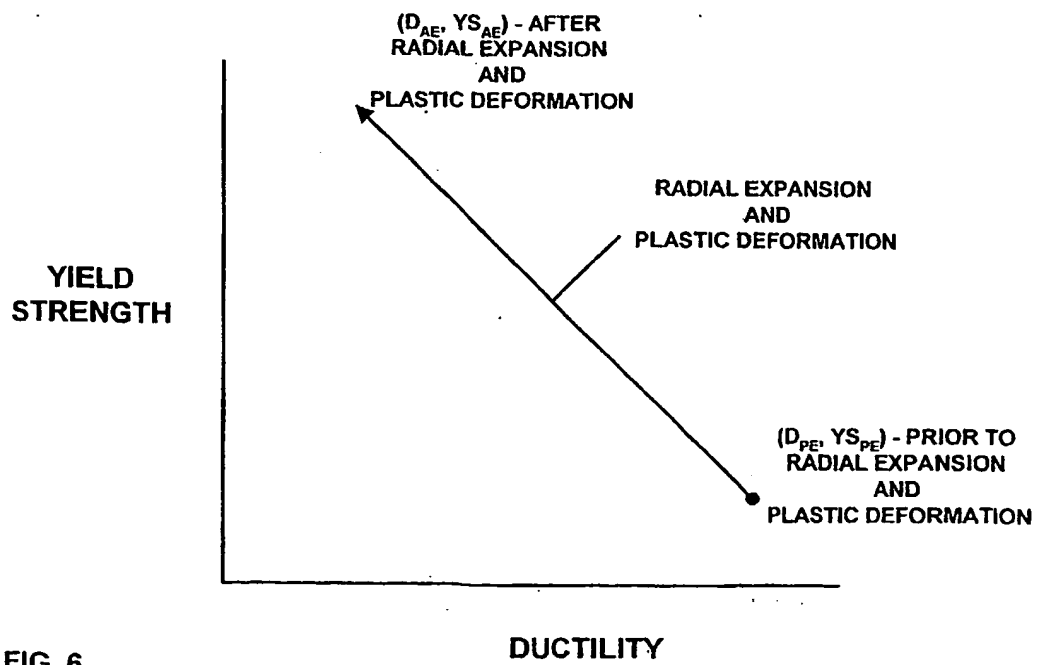 (D_AE, YS_AE) - AFTER
RADIAL EXPANSION
AND
PLASTIC DEFORMATION
RADIAL EXPANSION
AND
PLASTIC DEFORMATION
YIELD
STRENGTH
(D_PE, YS_PE) - PRIOR TO
RADIAL EXPANSION
AND
PLASTIC DEFORMATION
DUCTILITY
FIG. 6